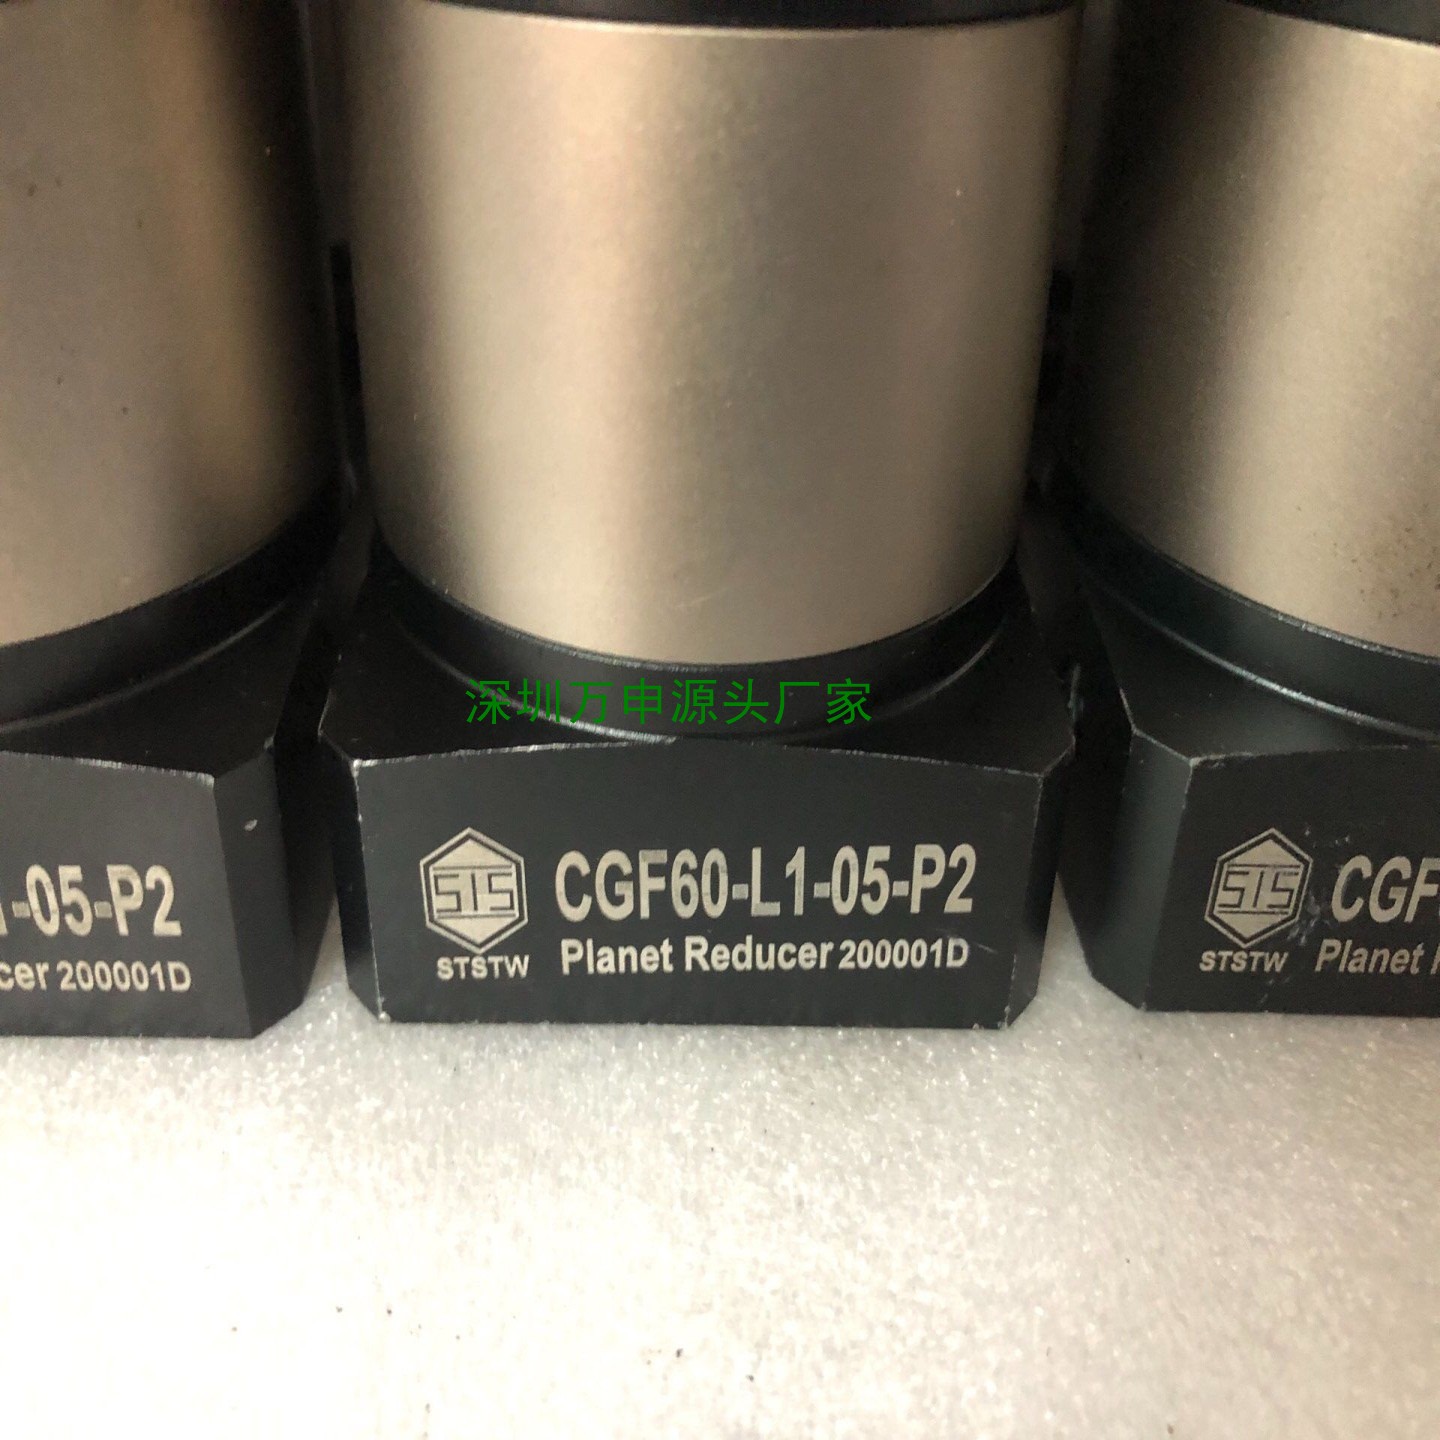 深圳万申源头厂家
1-05-P2
cer 200001D
STS
STSTW
CGF60-L1-05-P2
Planet Reducer 200001D
STS
STSTW
CGF
Planet